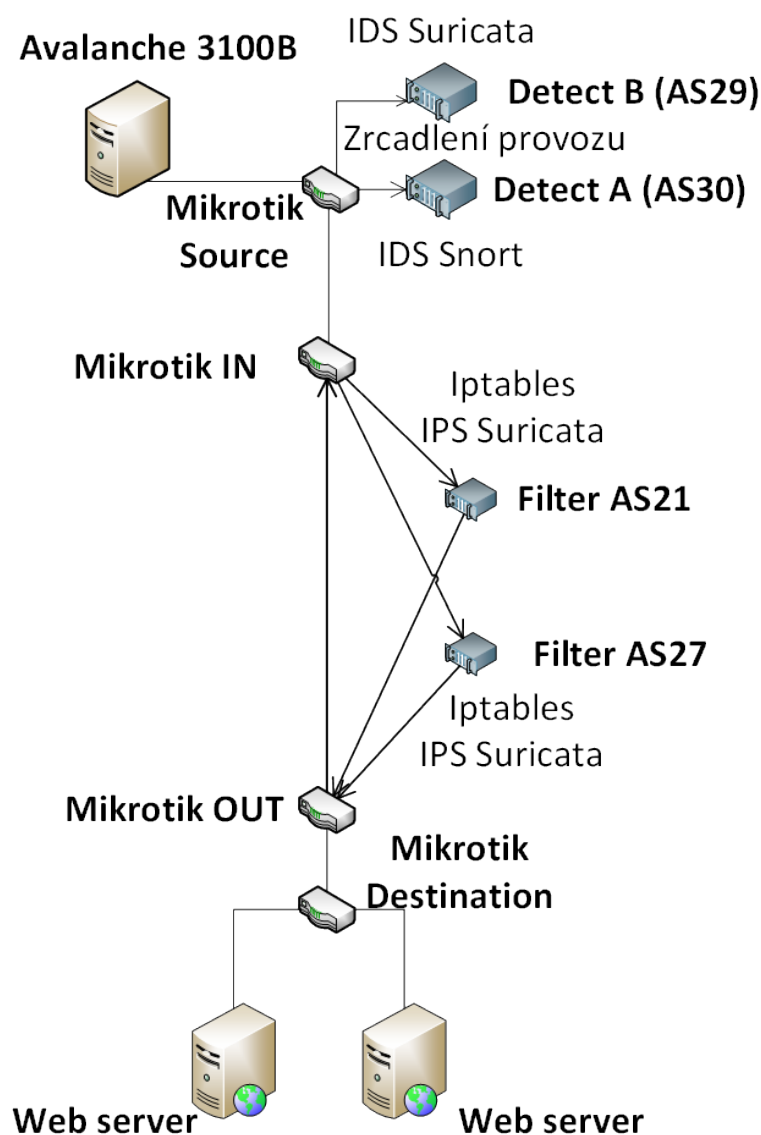 IDS Suricata
Avalanche 3100B
Detect B (AS29)
Zrcadlení provozu
Detect A (AS30)
Mikrotik
Source
IDS Snort
Mikrotik IN
Iptables
IPS Suricata
Filter AS21
Filter AS27
Iptables
IPS Suricata
Mikrotik OUT
Mikrotik
Destination
Web server
Web server